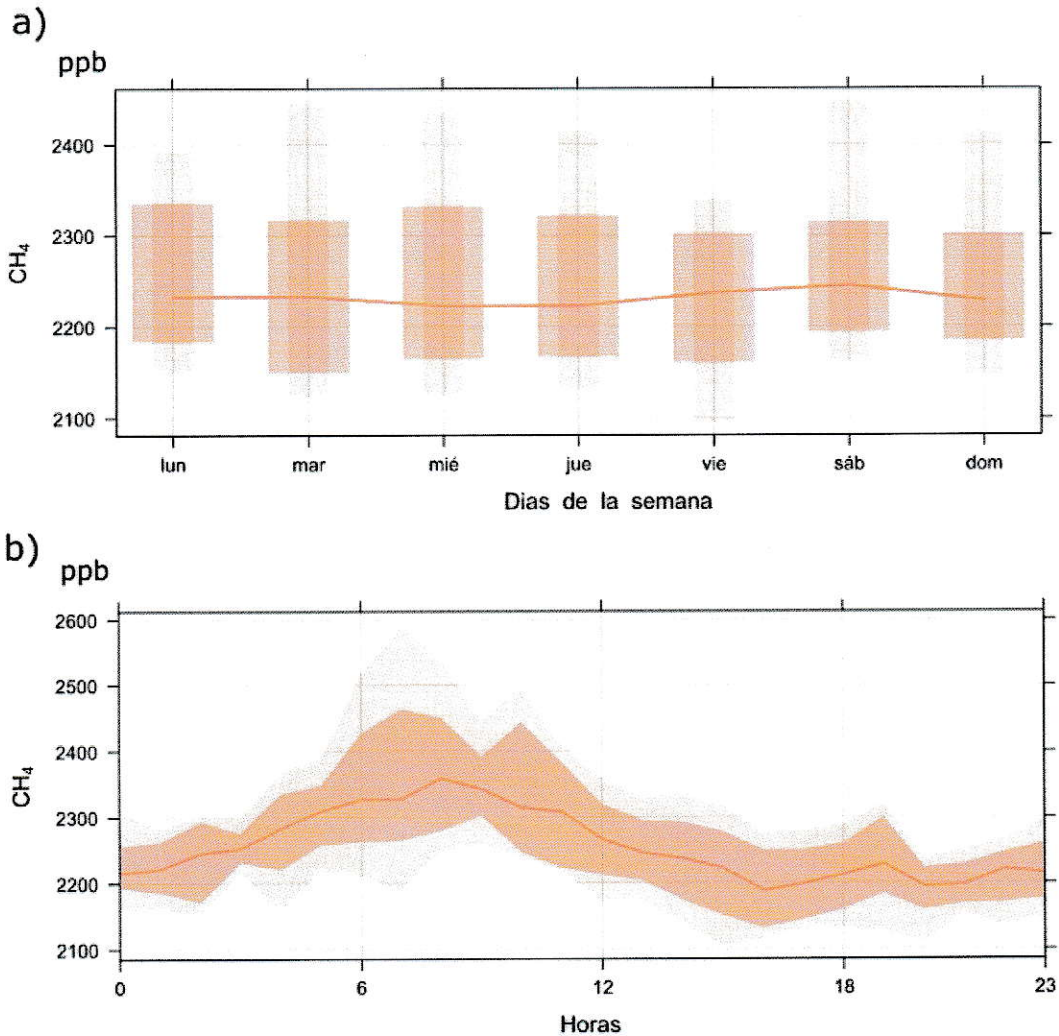 a)
ppb
CH₄
2400
2300
2200
2100
lun mar mié jue vie sáb dom
Dias de la semana
b)
ppb
CH₄
2600
2500
2400
2300
2200
2100
0 6 12 18 23
Horas